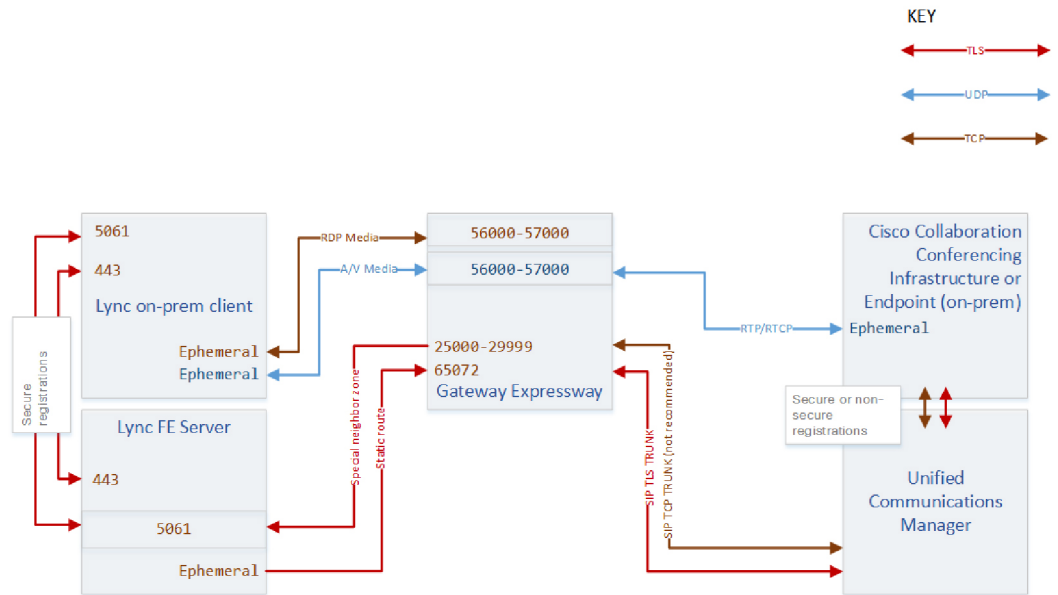 KEY
TLS
UDP
TCP
5061
443
Lync on-prem client
Ephemeral
Ephemeral
Secure
registrations
Lync FE Server
443
5061
Ephemeral
RDP Media
A/V Media
Special neighbor zone
Static route
56000-57000
56000-57000
25000-29999
65072
Gateway Expressway
RTP/RTCP
SIP TLS TRUNK
SIP TCP TRUNK (not recommended)
Cisco Collaboration
Conferencing
Infrastructure or
Endpoint (on-prem)
Ephemeral
Secure or non-
secure
registrations
Unified
Communications
Manager